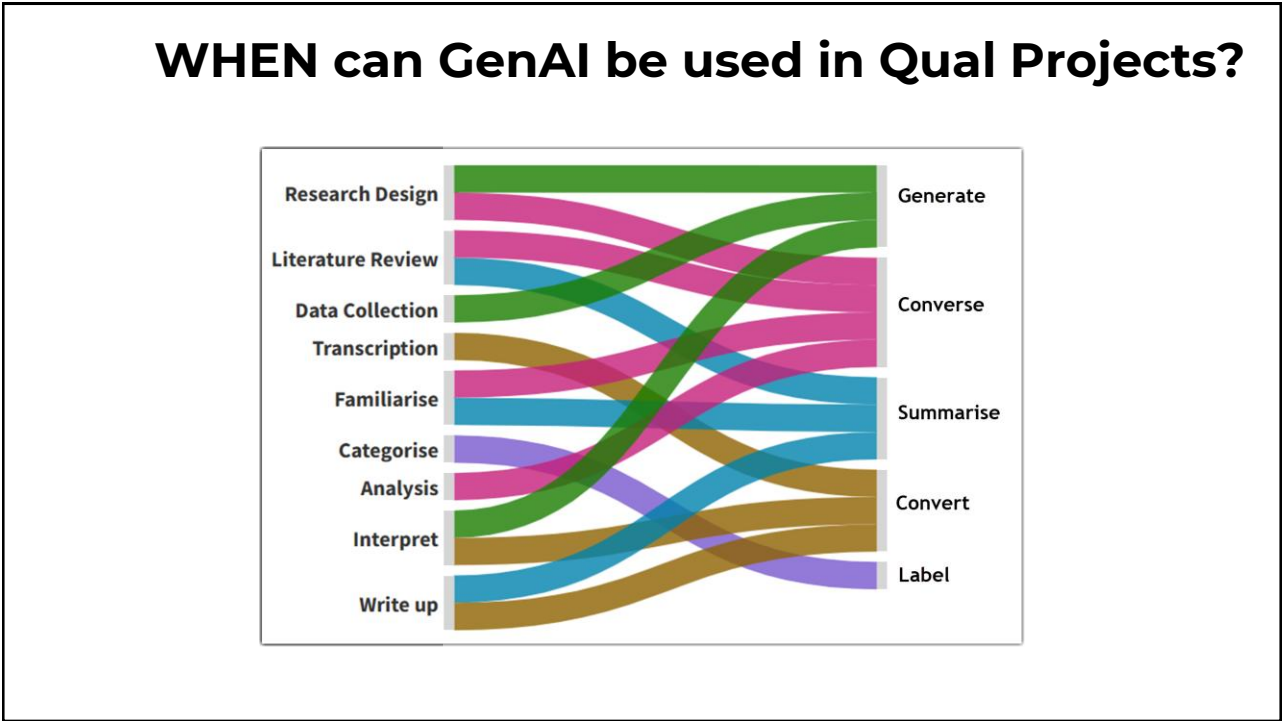 WHEN can GenAI be used in Qual Projects?
Research Design
Literature Review
Data Collection
Transcription
Familiarise
Categorise
Analysis
Interpret
Write up
Generate
Converse
Summarise
Convert
Label